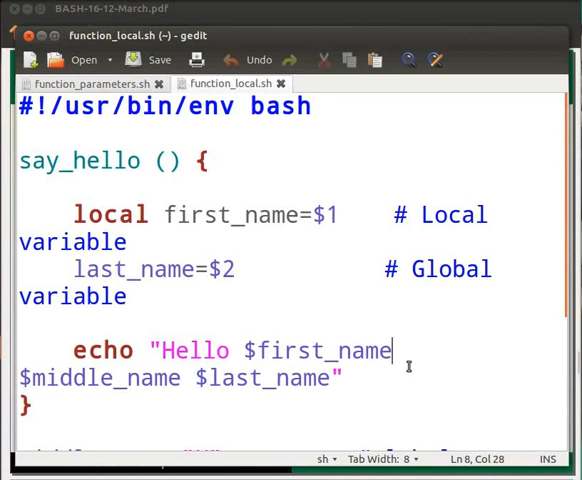 BASH-16-12-March.pdf
function_local.sh (~) - gedit
Open Save Undo
function_parameters.sh function_local.sh
#!/usr/bin/env bash
say_hello () {
local first_name=$1 # Local
variable
last_name=$2 # Global
variable
echo "Hello $first_name
$middle_name $last_name"
}
sh Tab Width: 8 Ln 8, Col 28 INS